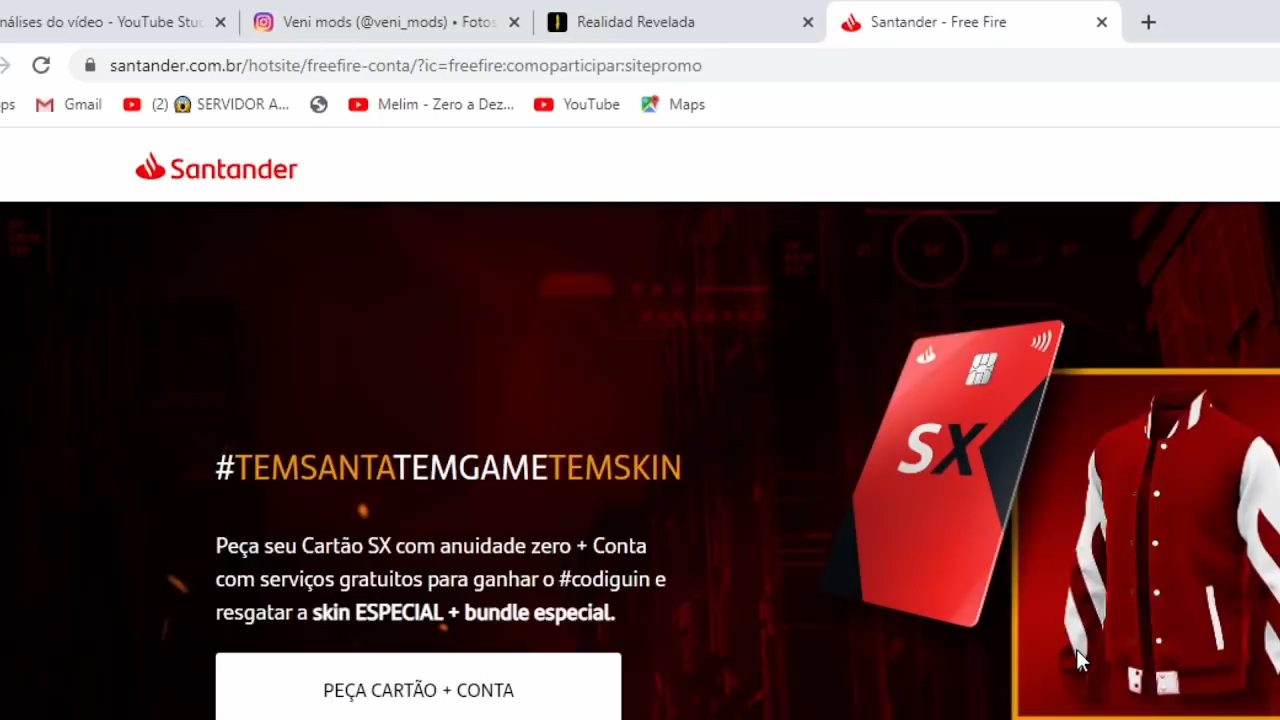 nálises do vídeo - YouTube Stu
Veni mods (@veni_mods) • Fotos
Realidad Revelada
Santander - Free Fire
santander.com.br/hotsite/freefire-conta/?ic=freefire:comoparticipar:sitepromo
ps
Gmail
(2) 😱 SERVIDOR A...
Melim - Zero a Dez...
YouTube
Maps
Santander
SX
#TEMSANTATEMGAMETEMSKIN
Peça seu Cartão SX com anuidade zero + Conta
com serviços gratuitos para ganhar o #codiguin e
resgatar a skin ESPECIAL + bundle especial.
PEÇA CARTÃO + CONTA